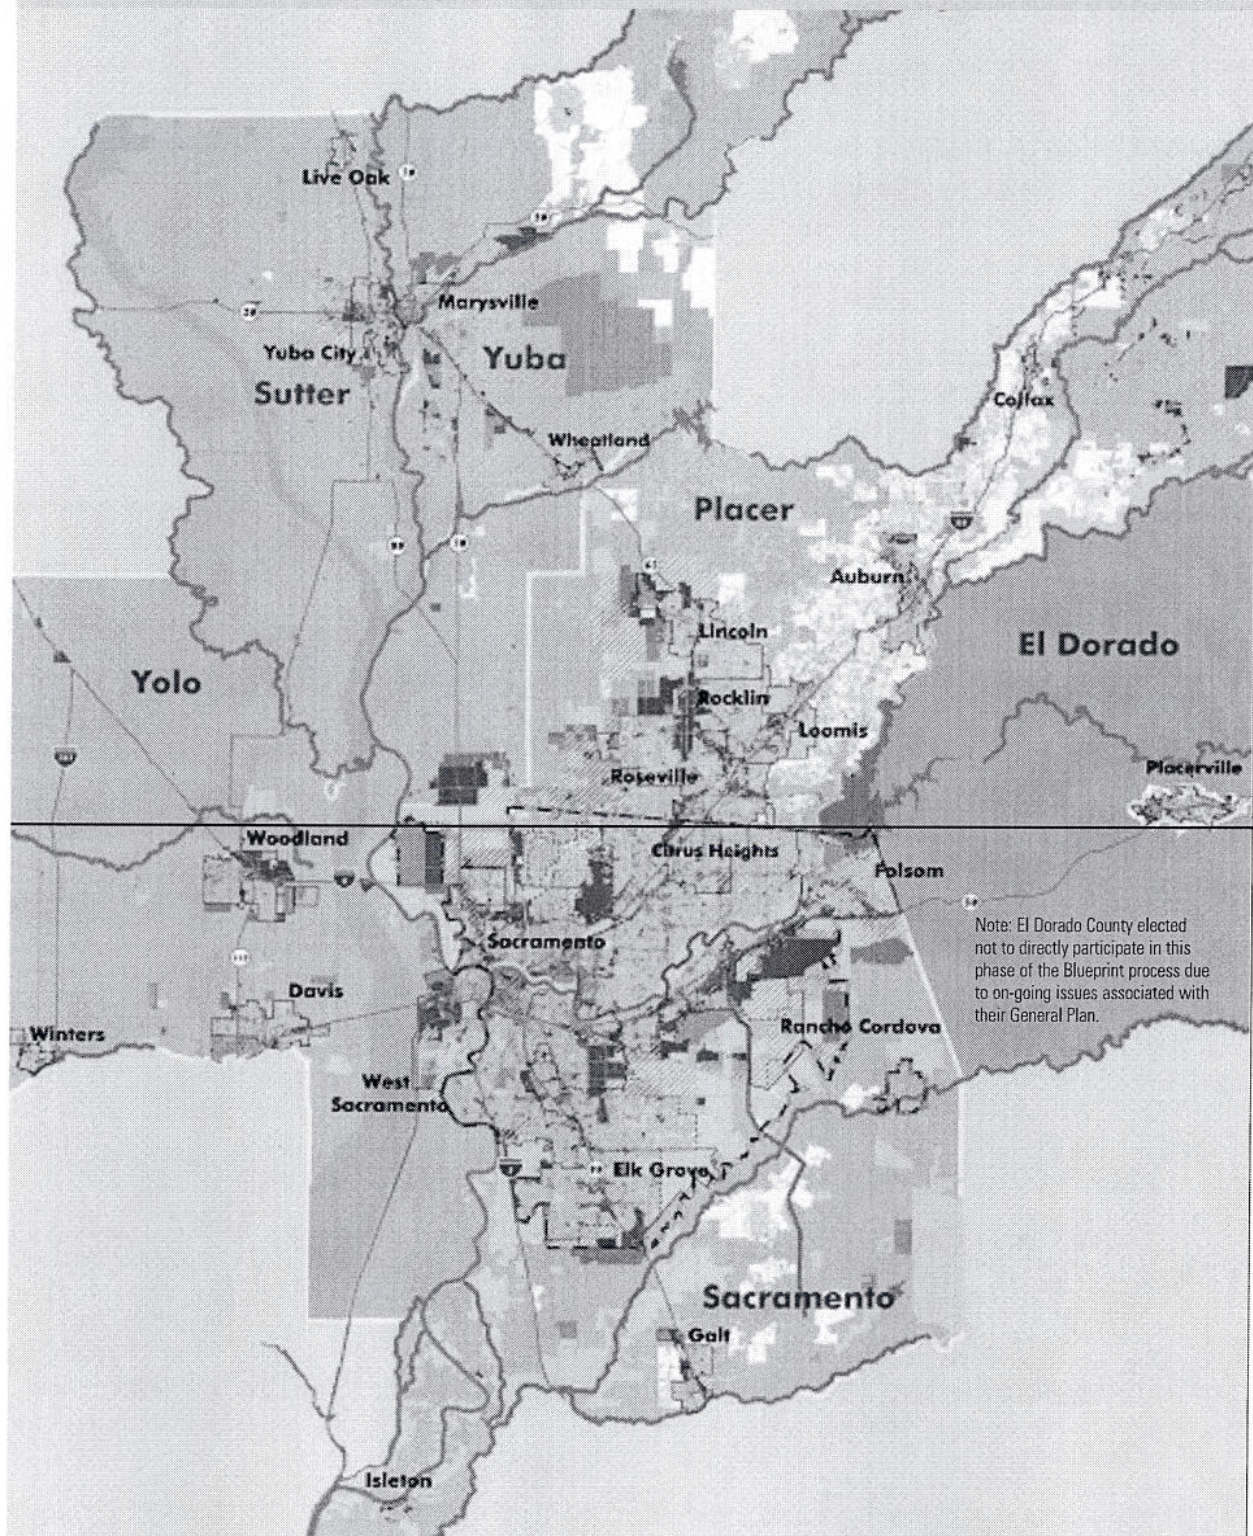 Live Oak
Marysville
Yuba City
Yuba
Sutter
Colfax
Wheatland
Placer
Auburn
Lincoln
El Dorado
Yolo
Rocklin
Loomis
Placerville
Roseville
Woodland
Citrus Heights
Folsom
Note: El Dorado County elected
not to directly participate in this
phase of the Blueprint process due
to on-going issues associated with
their General Plan.
Sacramento
Davis
Rancho Cordova
Winters
West
Sacramento
Elk Grove
Sacramento
Galt
Isleton